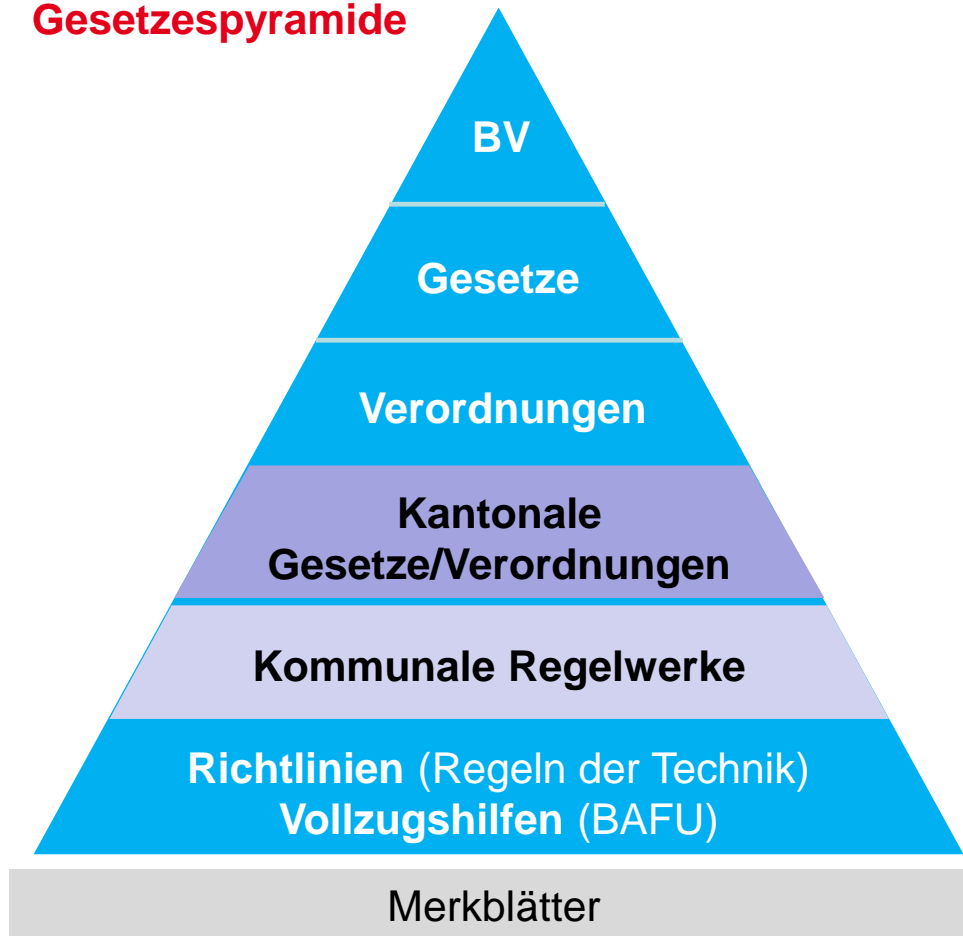 Gesetzespyramide
BV
Gesetze
Verordnungen
Kantonale
Gesetze/Verordnungen
Kommunale Regelwerke
Richtlinien (Regeln der Technik)
Vollzugshilfen (BAFU)
Merkblätter